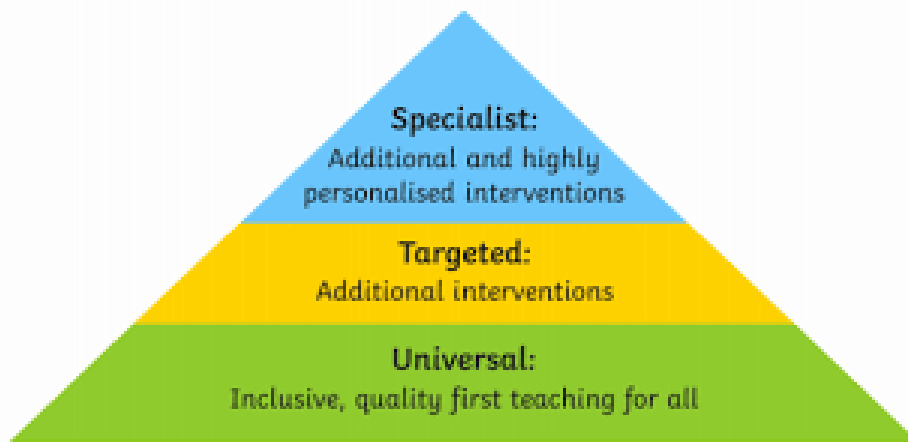 Specialist:
Additional and highly
personalised interventions
Targeted:
Additional interventions
Universal:
Inclusive, quality first teaching for all